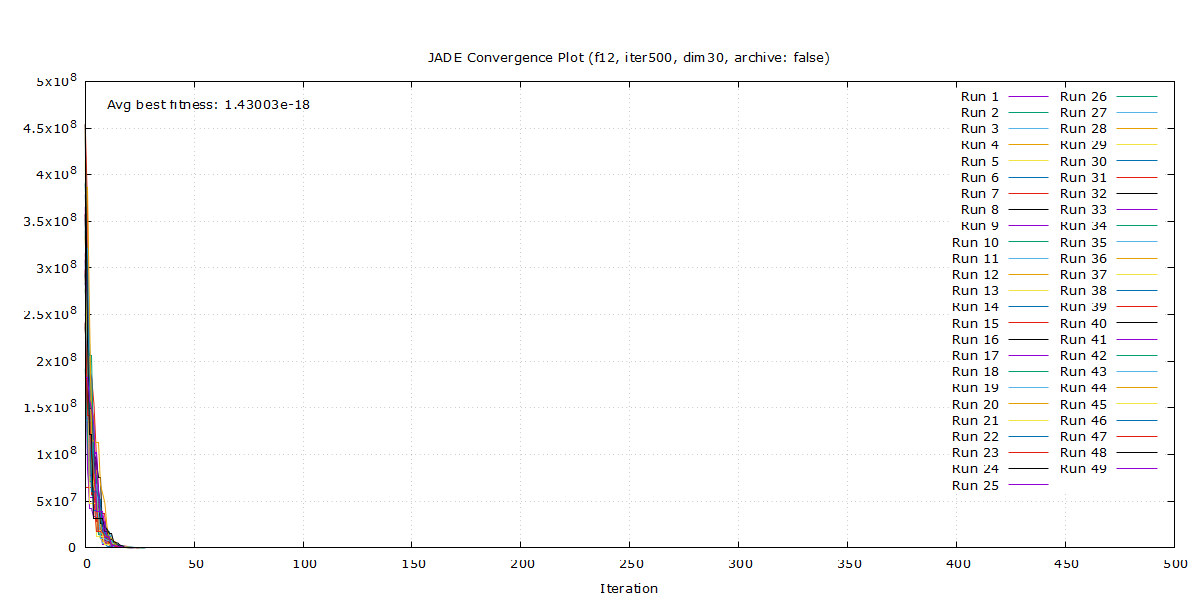 JADE Convergence Plot (f12, iter500, dim30, archive: false)
Avg best fitness: 1.43003e-18
5x10^8
4.5x10^8
4x10^8
3.5x10^8
3x10^8
2.5x10^8
2x10^8
1.5x10^8
1x10^8
5x10^7
0
Run 1
Run 2
Run 3
Run 4
Run 5
Run 6
Run 7
Run 8
Run 9
Run 10
Run 11
Run 12
Run 13
Run 14
Run 15
Run 16
Run 17
Run 18
Run 19
Run 20
Run 21
Run 22
Run 23
Run 24
Run 25
Run 26
Run 27
Run 28
Run 29
Run 30
Run 31
Run 32
Run 33
Run 34
Run 35
Run 36
Run 37
Run 38
Run 39
Run 40
Run 41
Run 42
Run 43
Run 44
Run 45
Run 46
Run 47
Run 48
Run 49
0 50 100 150 200 250 300 350 400 450 500
Iteration